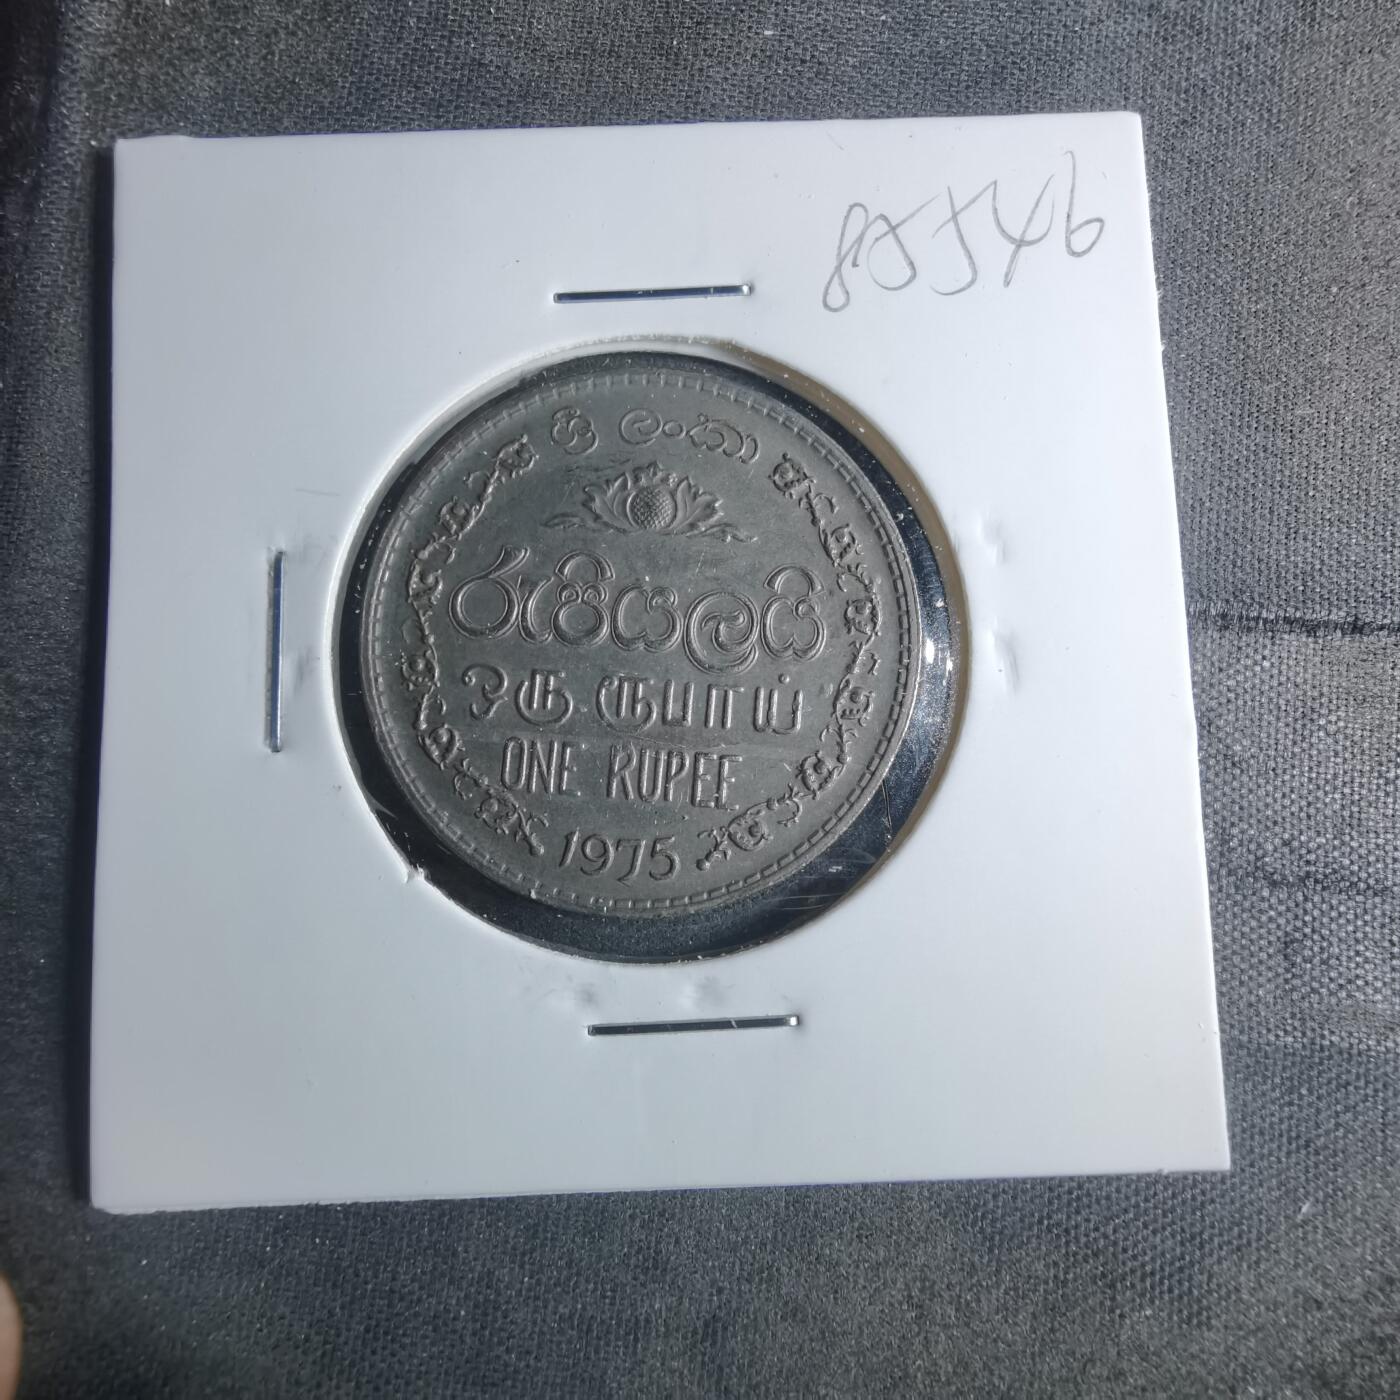 85546
ශ්‍රී ලංකා
රුපියලයි
ஒரு ரூபாய்
ONE RUPEE
1975